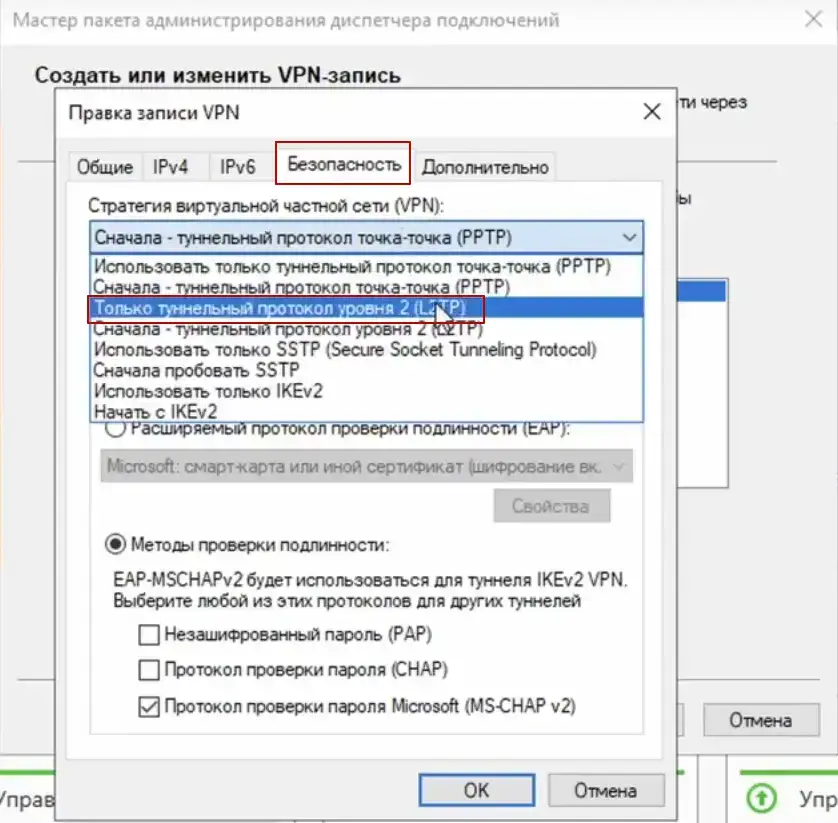 Мастер пакета администрирования диспетчера подключений
Создать или изменить VPN-запись
ти через
Правка записи VPN
Общие IPv4 IPv6 Безопасность Дополнительно
ы
Стратегия виртуальной частной сети (VPN):
Сначала - туннельный протокол точка-точка (PPTP)
Использовать только туннельный протокол точка-точка (PPTP)
Сначала - туннельный протокол точка-точка (PPTP)
Только туннельный протокол уровня 2 (L2TP)
Сначала - туннельный протокол уровня 2 (L2TP)
Использовать только SSTP (Secure Socket Tunneling Protocol)
Сначала пробовать SSTP
Использовать только IKEv2
Начать с IKEv2
Расширяемый протокол проверки подлинности (EAP):
Microsoft: смарт-карта или иной сертификат (шифрование вк.
Свойства
Методы проверки подлинности:
EAP-MSCHAPv2 будет использоваться для туннеля IKEv2 VPN.
Выберите любой из этих протоколов для других туннелей
Незашифрованный пароль (PAP)
Протокол проверки пароля (CHAP)
Протокол проверки пароля Microsoft (MS-CHAP v2)
Отмена
OK Отмена
Управ
Упр